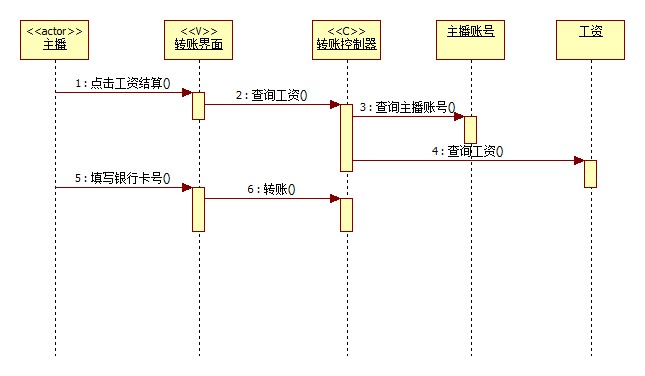 <<actor>>
主播
<<V>>
转账界面
<<C>>
转账控制器
主播账号
工资
1 : 点击工资结算()
2 : 查询工资()
3 : 查询主播账号()
4 : 查询工资()
5 : 填写银行卡号()
6 : 转账()